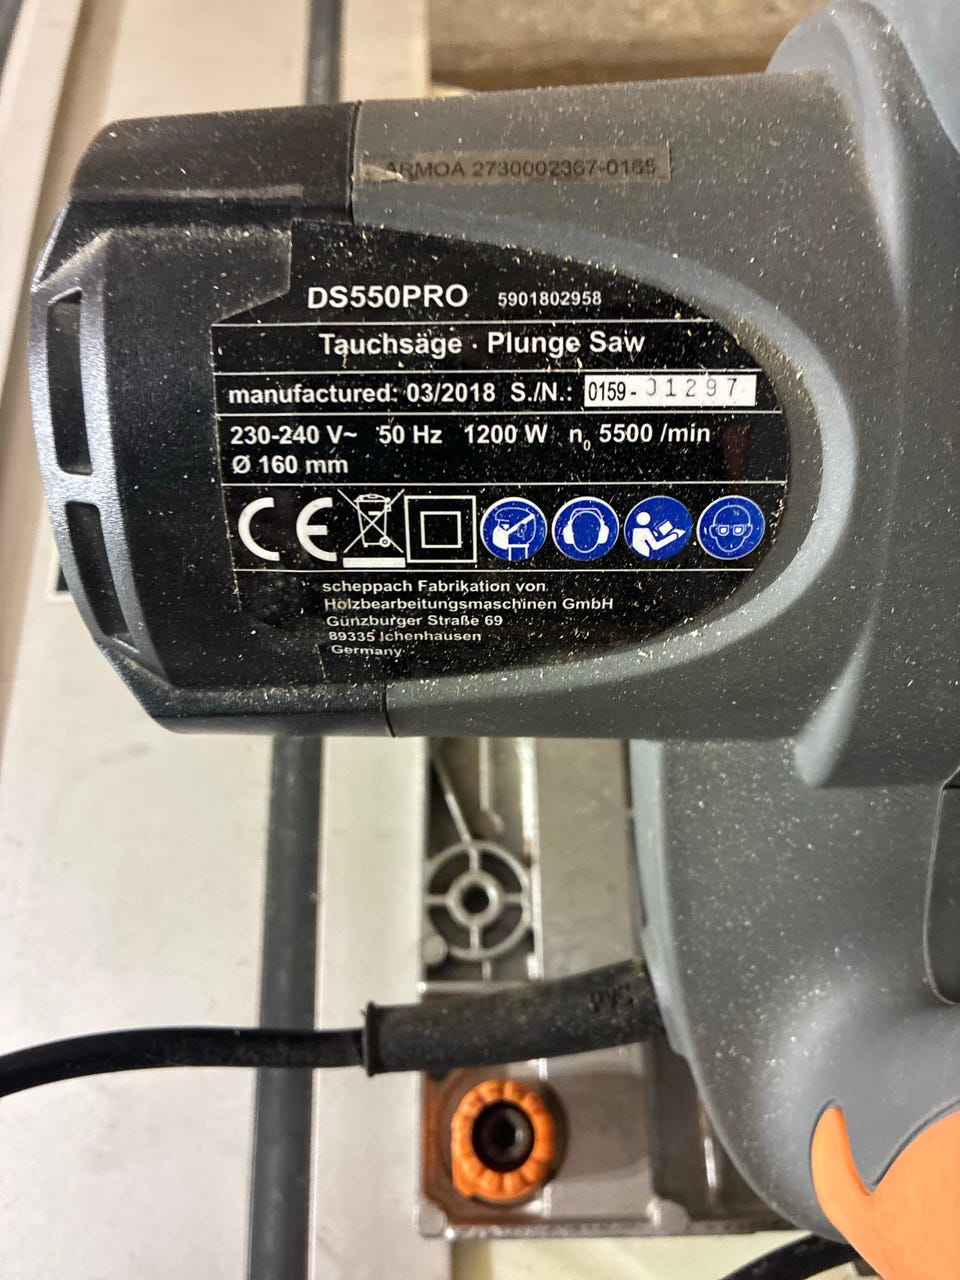 ARMOA 2730002367-0165
DS550PRO 5901802958
Tauchsäge · Plunge Saw
manufactured: 03/2018 S./N.: 0159-01297
230-240 V~ 50 Hz 1200 W n₀ 5500 /min
Ø 160 mm
CE
scheppach Fabrikation von
Holzbearbeitungsmaschinen GmbH
Günzburger Straße 69
89335 Ichenhausen
Germany